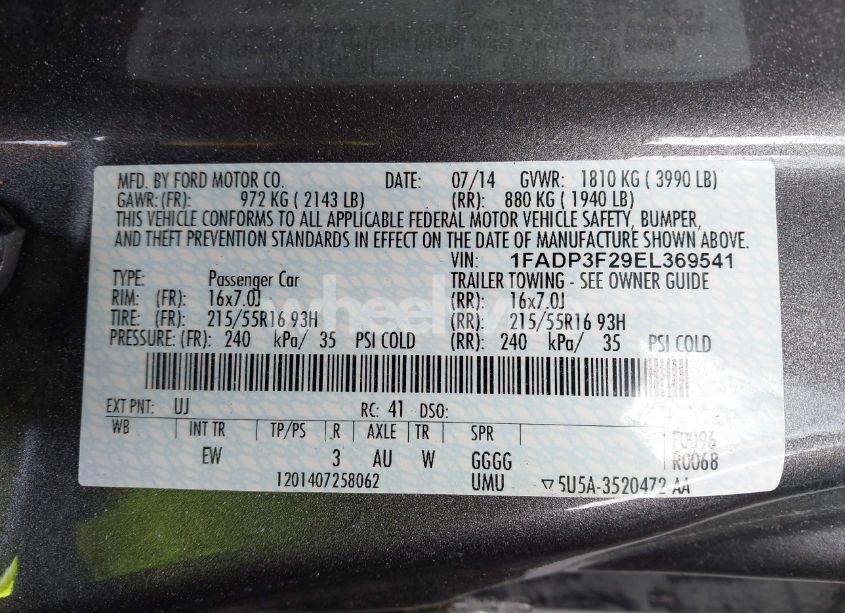 MFD. BY FORD MOTOR CO. DATE: 07/14 GVWR: 1810 KG ( 3990 LB)
GAWR: (FR): 972 KG ( 2143 LB) (RR): 880 KG ( 1940 LB)
THIS VEHICLE CONFORMS TO ALL APPLICABLE FEDERAL MOTOR VEHICLE SAFETY, BUMPER,
AND THEFT PREVENTION STANDARDS IN EFFECT ON THE DATE OF MANUFACTURE SHOWN ABOVE.
VIN: 1FADP3F29EL369541
TYPE: Passenger Car TRAILER TOWING - SEE OWNER GUIDE
RIM: (FR): 16x7.0J (RR): 16x7.0J
TIRE: (FR): 215/55R16 93H (RR): 215/55R16 93H
PRESSURE: (FR): 240 kPa/ 35 PSI COLD (RR): 240 kPa/ 35 PSI COLD
EXT PNT: UJ RC: 41 DSO:
WB INT TR TP/PS R AXLE TR SPR F0096
EW 3 AU W GGGG R0068
1201407258062 UMU ▽5U5A-3520472 AA